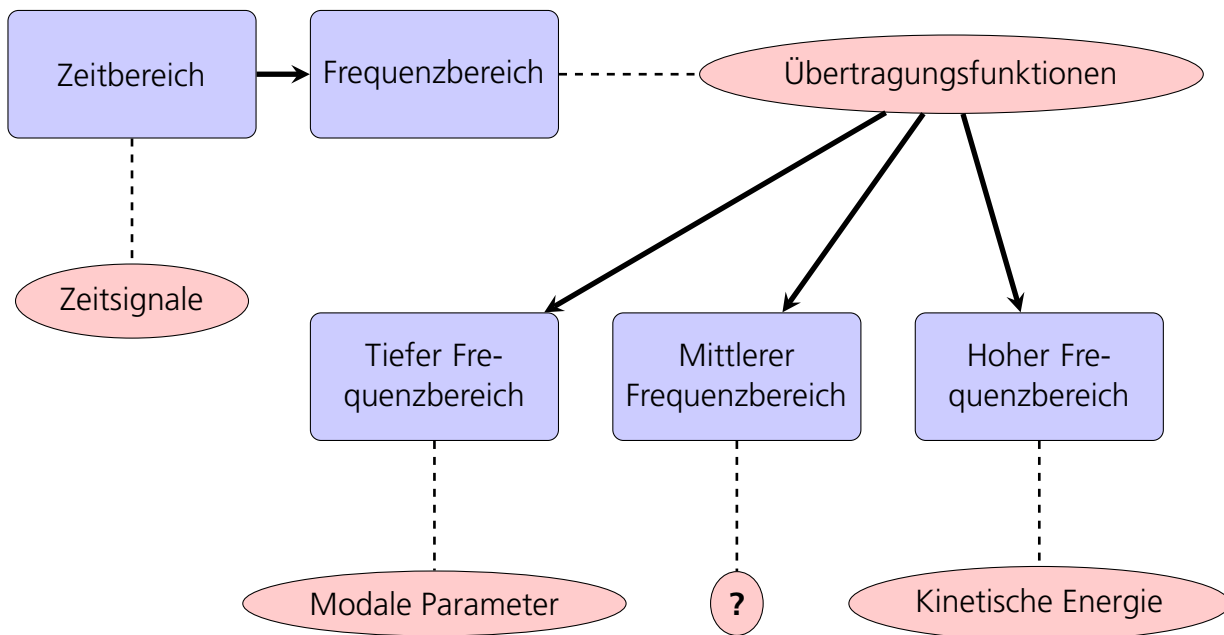 Zeitbereich
Frequenzbereich
Übertragungsfunktionen
Zeitsignale
Tiefer Fre-
quenzbereich
Mittlerer
Frequenzbereich
Hoher Fre-
quenzbereich
Modale Parameter
?
Kinetische Energie